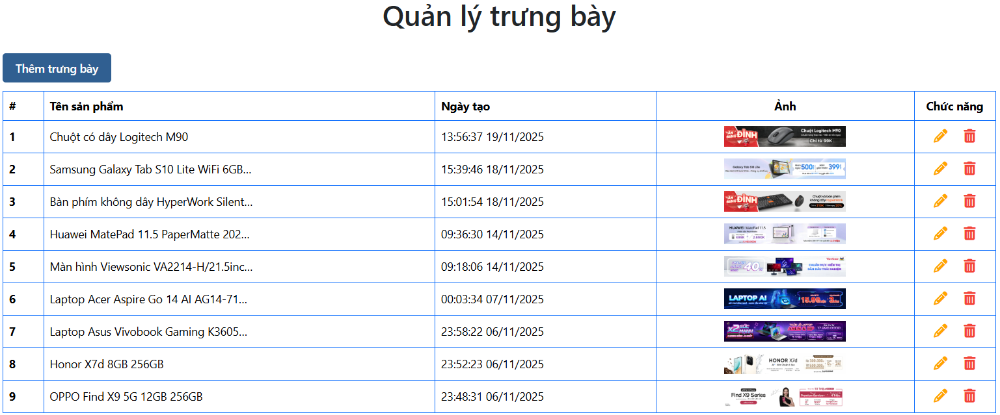 Quản lý trưng bày
Thêm trưng bày
# Tên sản phẩm Ngày tạo Ảnh Chức năng
1 Chuột có dây Logitech M90 13:56:37 19/11/2025
Chuột Logitech M90
Chỉ từ 99K
2 Samsung Galaxy Tab S10 Lite WiFi 6GB... 15:39:46 18/11/2025
Galaxy Tab S10 Lite
3 Bàn phím không dây HyperWork Silent... 15:01:54 18/11/2025
Chuột và bàn phím
không dây HyperWork
4 Huawei MatePad 11.5 PaperMatte 202... 09:36:30 14/11/2025
HUAWEI MatePad 11.5
5 Màn hình Viewsonic VA2214-H/21.5inc... 09:18:06 14/11/2025
ViewSonic
CHUẨN MỰC HIỂN THỊ
DẪN ĐẦU TRẢI NGHIỆM
6 Laptop Acer Aspire Go 14 AI AG14-71... 00:03:34 07/11/2025
LAPTOP AI
7 Laptop Asus Vivobook Gaming K3605... 23:58:22 06/11/2025
X2 SỨC
MẠNH
8 Honor X7d 8GB 256GB 23:52:23 06/11/2025
HONOR X7d
9 OPPO Find X9 5G 12GB 256GB 23:48:31 06/11/2025
Find X9 Series